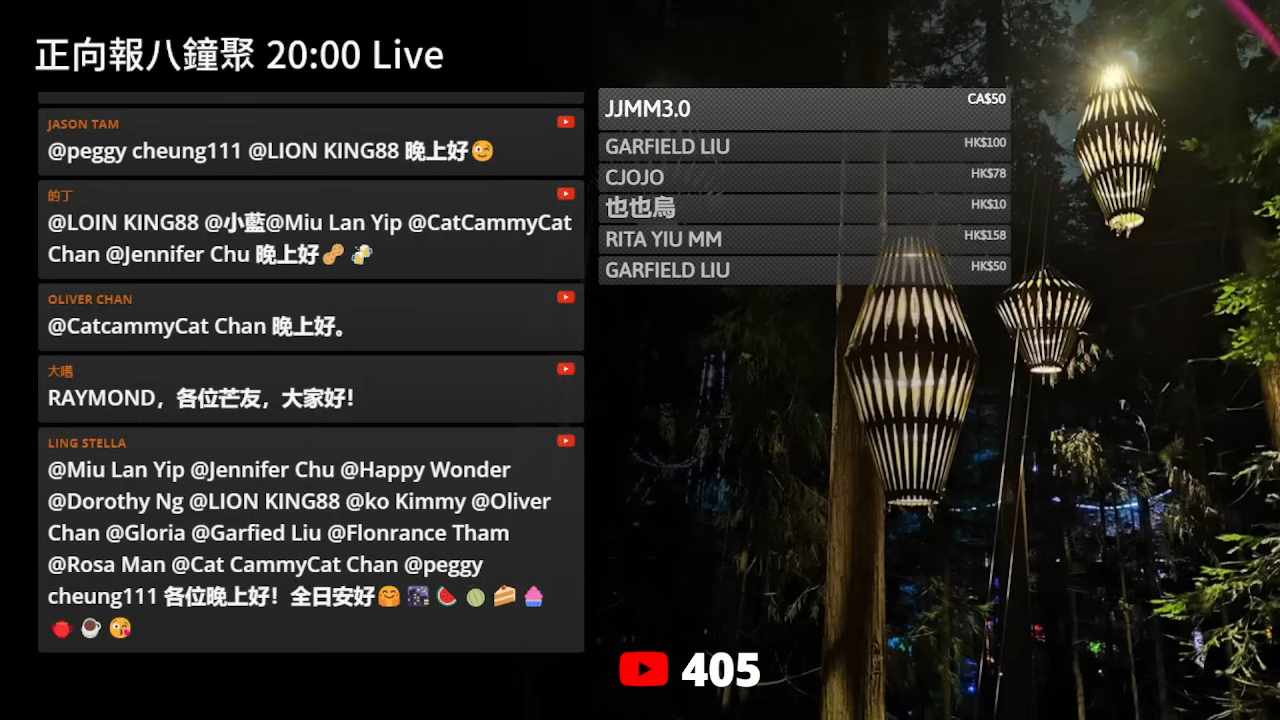 正向報八鐘聚 20:00 Live
JASON TAM
@peggy cheung111 @LION KING88 晚上好😉
的丁
@LOIN KING88 @小藍@Miu Lan Yip @CatCammyCat
Chan @Jennifer Chu 晚上好🥜 🍻
OLIVER CHAN
@CatcammyCat Chan 晚上好。
大嶓
RAYMOND，各位芒友，大家好！
LING STELLA
@Miu Lan Yip @Jennifer Chu @Happy Wonder
@Dorothy Ng @LION KING88 @ko Kimmy @Oliver
Chan @Gloria @Garfied Liu @Flonrance Tham
@Rosa Man @Cat CammyCat Chan @peggy
cheung111 各位晚上好！全日安好🤗 🎆 🍉 🍈 🍰 🧁
🫖 ☕ 😘
JJMM3.0 CA$50
GARFIELD LIU HK$100
CJOJO HK$78
也也烏 HK$10
RITA YIU MM HK$158
GARFIELD LIU HK$50
405